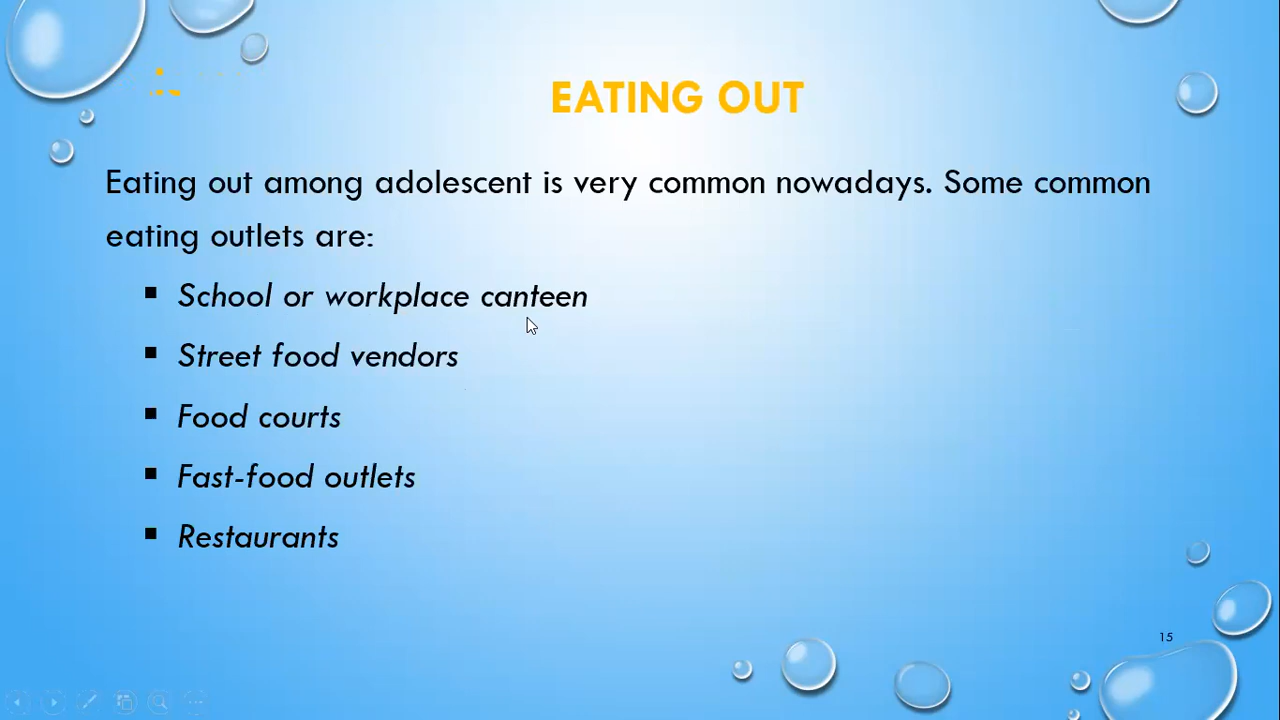 EATING OUT
Eating out among adolescent is very common nowadays. Some common
eating outlets are:
▪ School or workplace canteen
▪ Street food vendors
▪ Food courts
▪ Fast-food outlets
▪ Restaurants
15